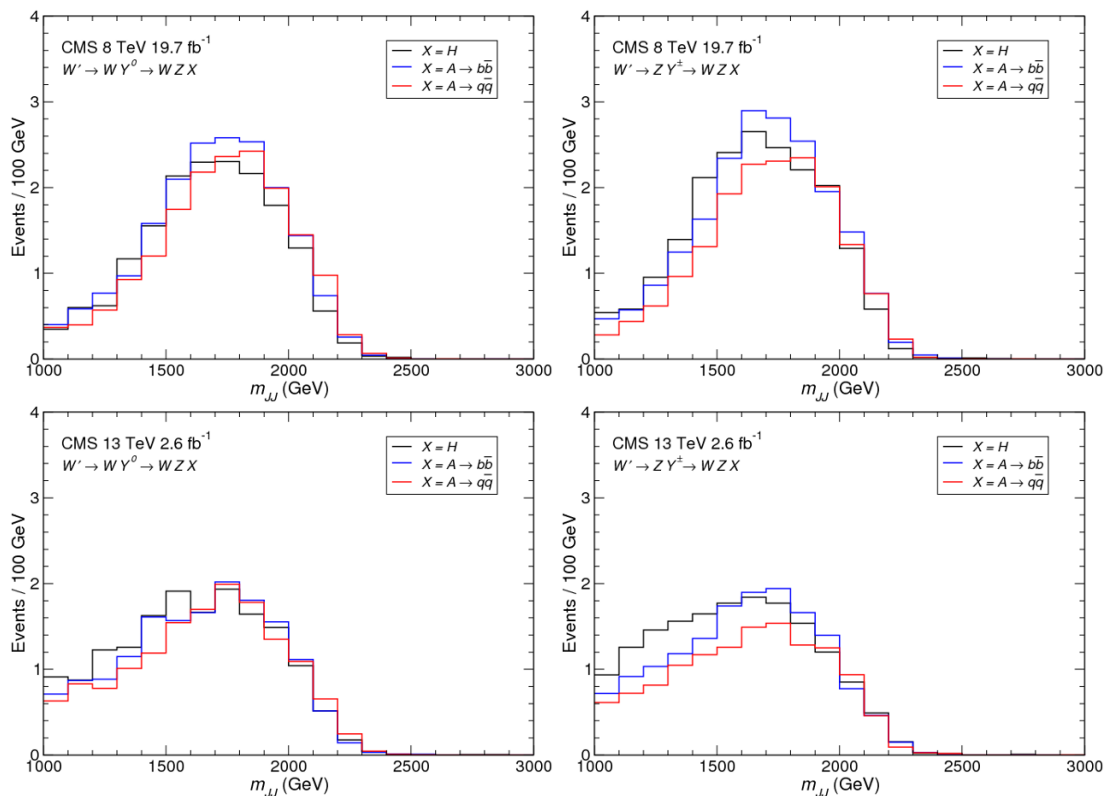 4
3
2
1
0
Events / 100 GeV
CMS 8 TeV 19.7 fb⁻¹
W′ → W Y⁰ → W Z X
X = H
X = A → bb̅
X = A → qq̅
1000 1500 2000 2500 3000
m_JJ (GeV)
4
3
2
1
0
Events / 100 GeV
CMS 8 TeV 19.7 fb⁻¹
W′ → Z Y± → W Z X
X = H
X = A → bb̅
X = A → qq̅
1000 1500 2000 2500 3000
m_JJ (GeV)
4
3
2
1
0
Events / 100 GeV
CMS 13 TeV 2.6 fb⁻¹
W′ → W Y⁰ → W Z X
X = H
X = A → bb̅
X = A → qq̅
1000 1500 2000 2500 3000
m_JJ (GeV)
4
3
2
1
0
Events / 100 GeV
CMS 13 TeV 2.6 fb⁻¹
W′ → Z Y± → W Z X
X = H
X = A → bb̅
X = A → qq̅
1000 1500 2000 2500 3000
m_JJ (GeV)